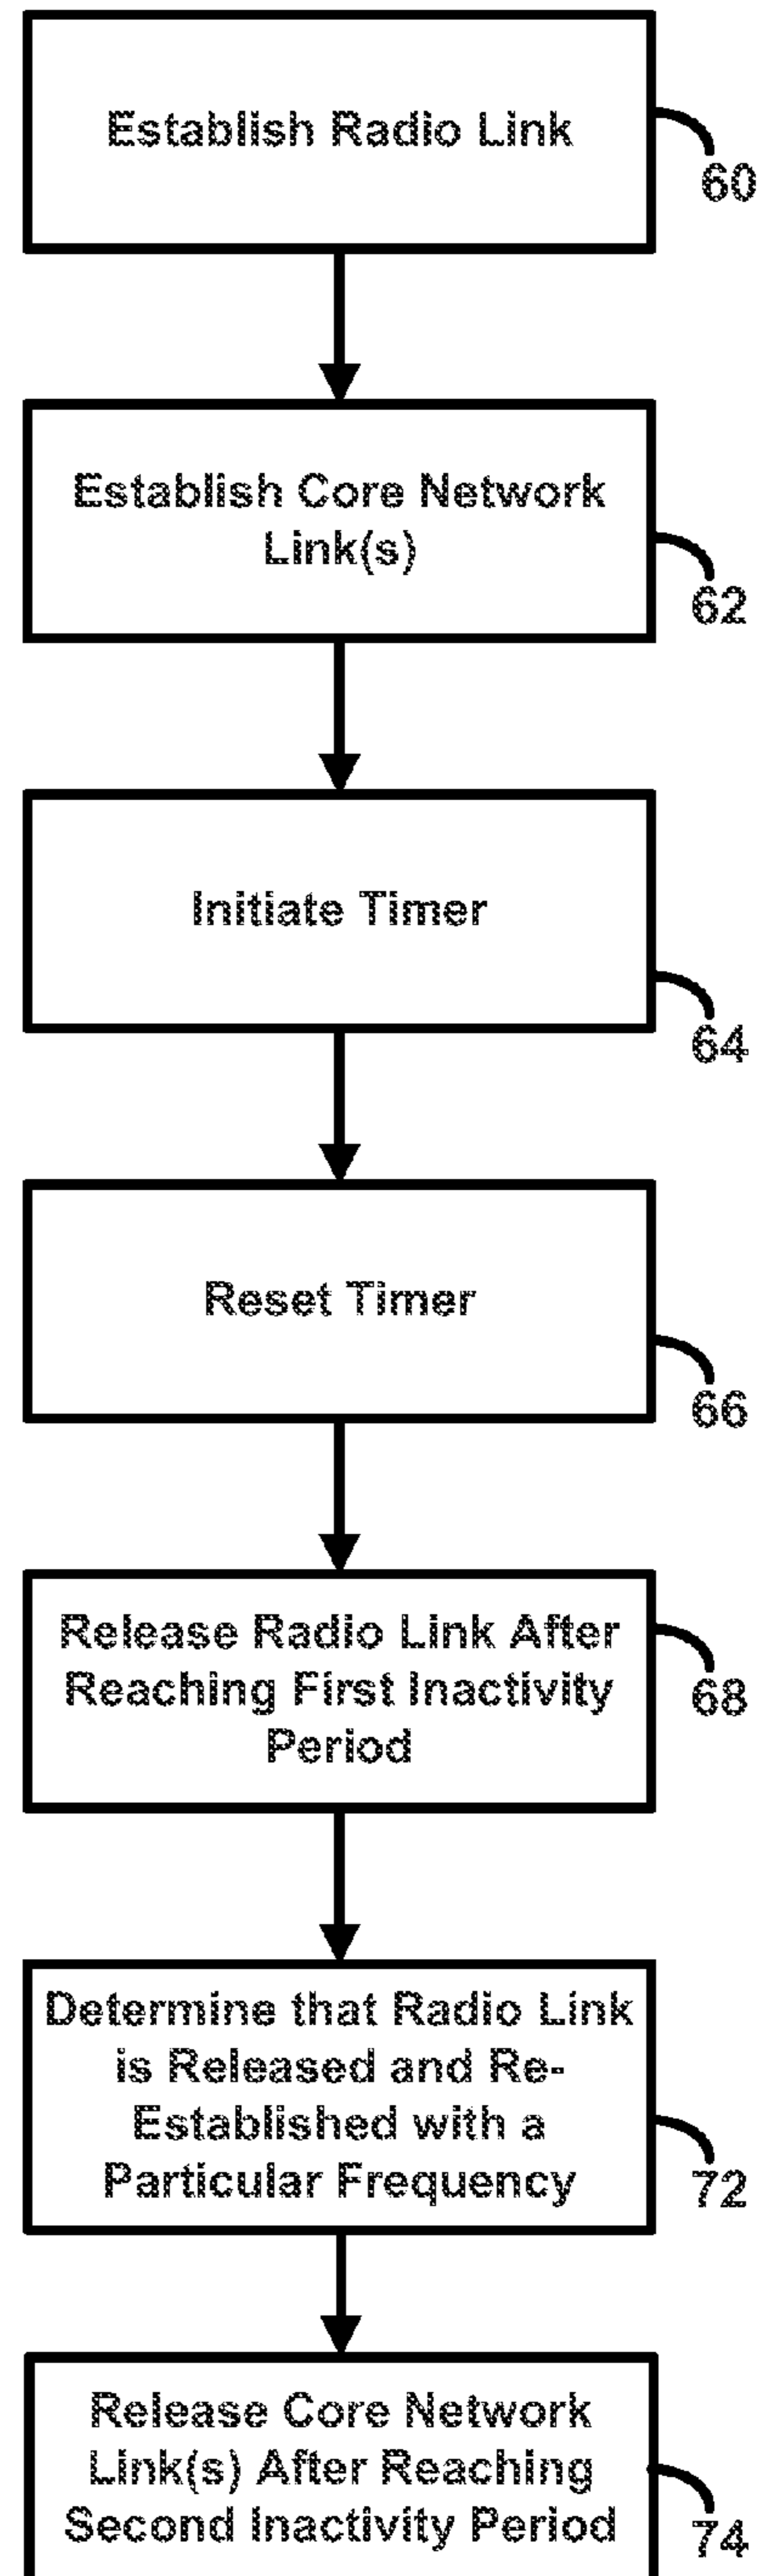 Establish Radio Link
60
Establish Core Network
Link(s)
62
Initiate Timer
64
Reset Timer
66
Release Radio Link After
Reaching First Inactivity
Period
68
Determine that Radio Link
is Released and Re-
Established with a
Particular Frequency
72
Release Core Network
Link(s) After Reaching
Second Inactivity Period
74